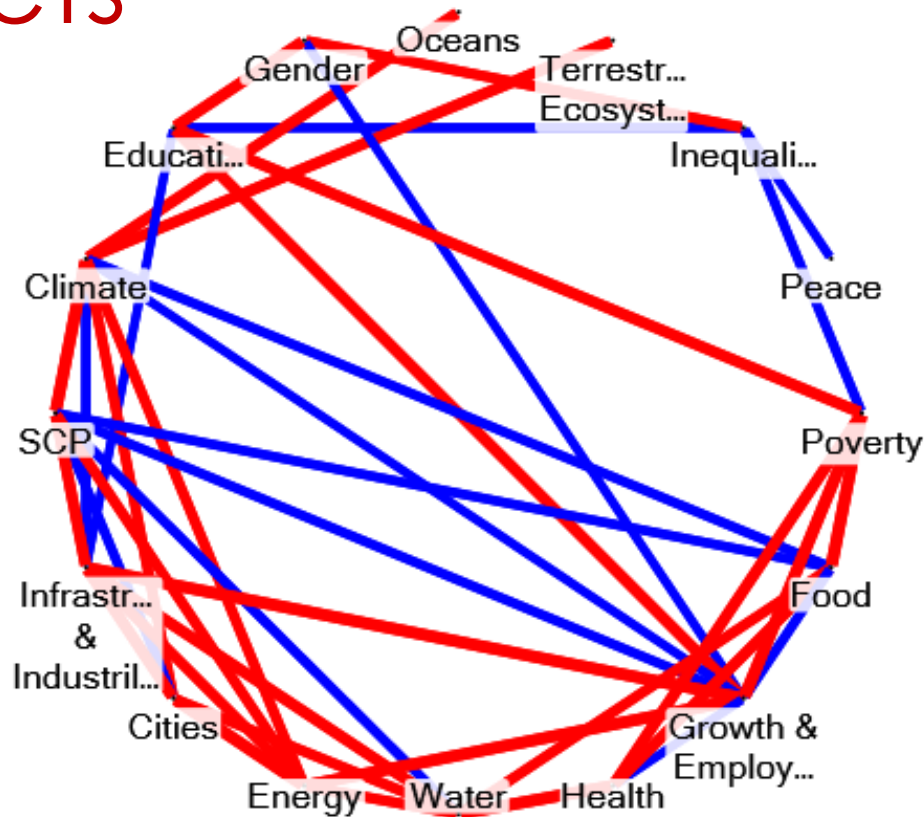 CTS
Oceans
Gender
Terrestr...
Ecosyst...
Educati...
Inequali...
Climate
Peace
SCP
Poverty
Infrastr...
&
Industril...
Food
Cities
Growth &
Employ...
Energy
Water
Health